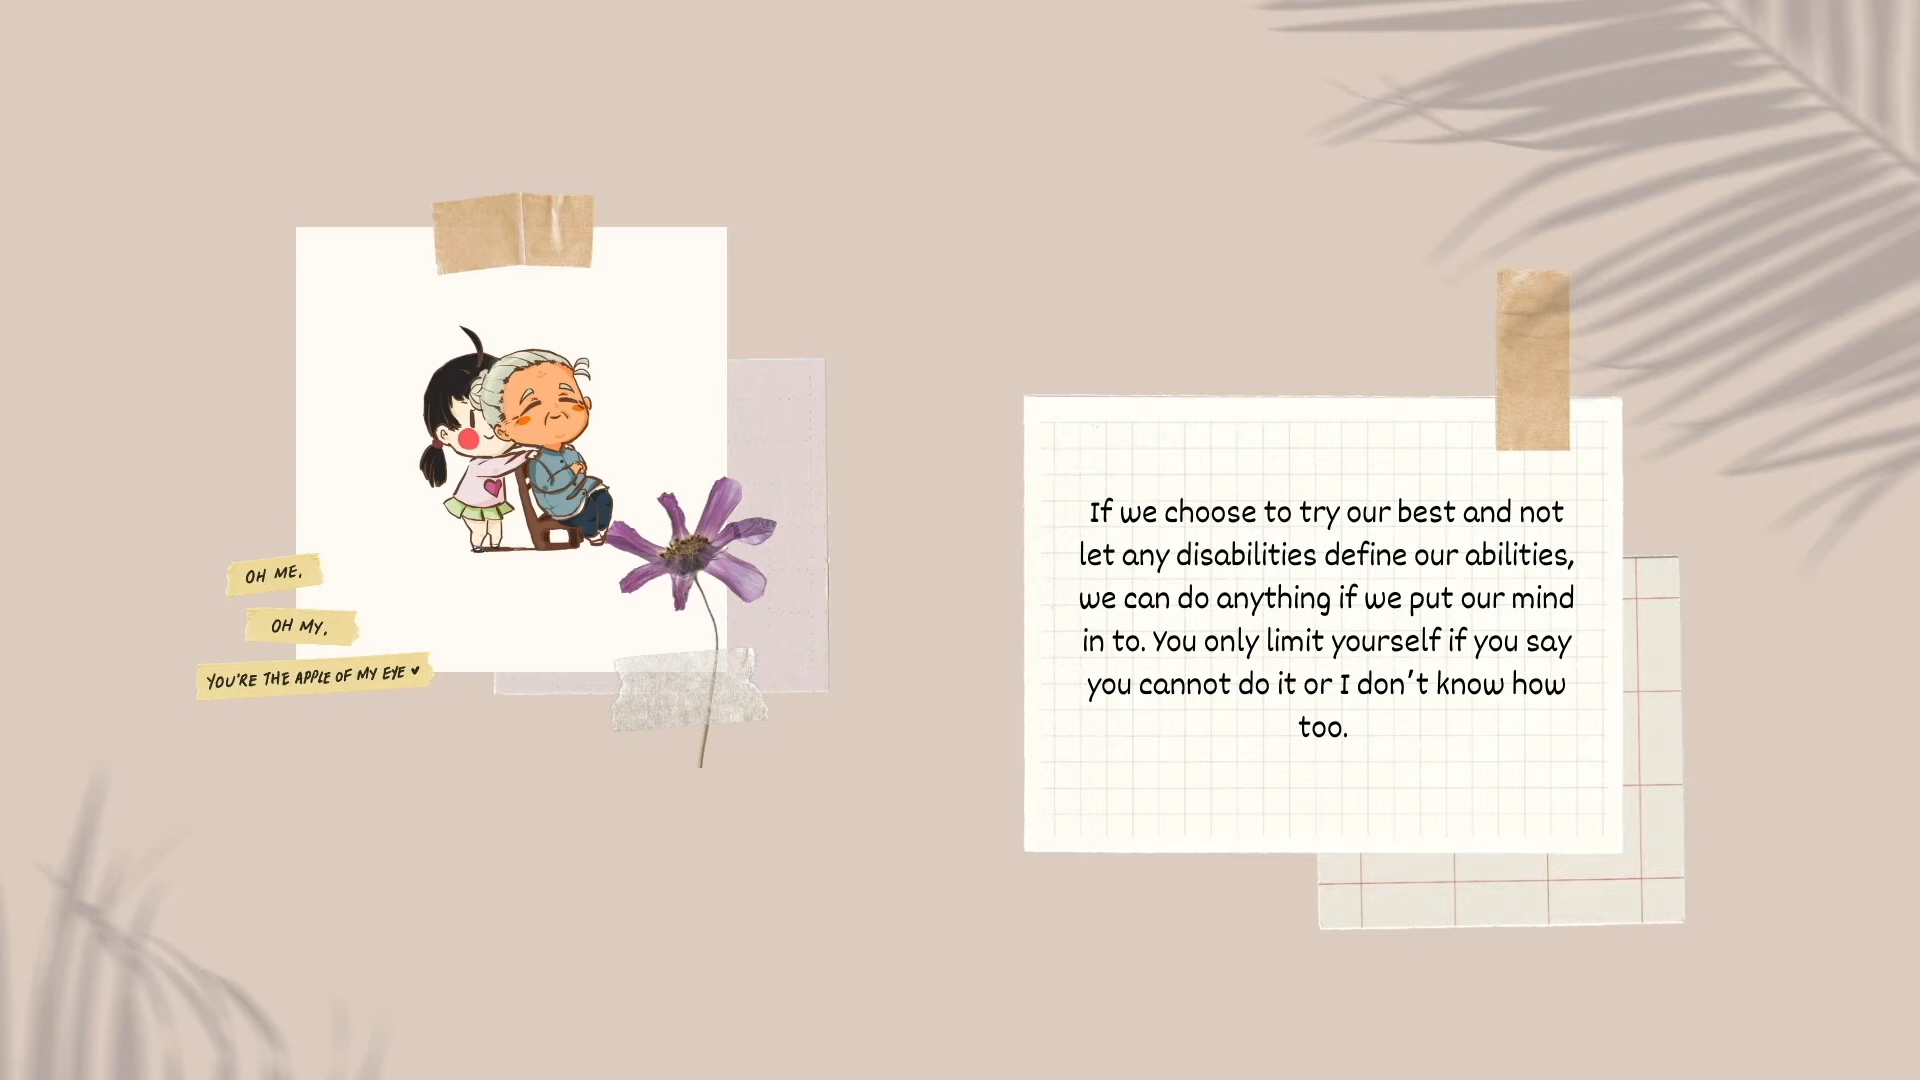 OH ME,
OH MY,
YOU'RE THE APPLE OF MY EYE ♥
If we choose to try our best and not
let any disabilities define our abilities,
we can do anything if we put our mind
in to. You only limit yourself if you say
you cannot do it or I don't know how
too.